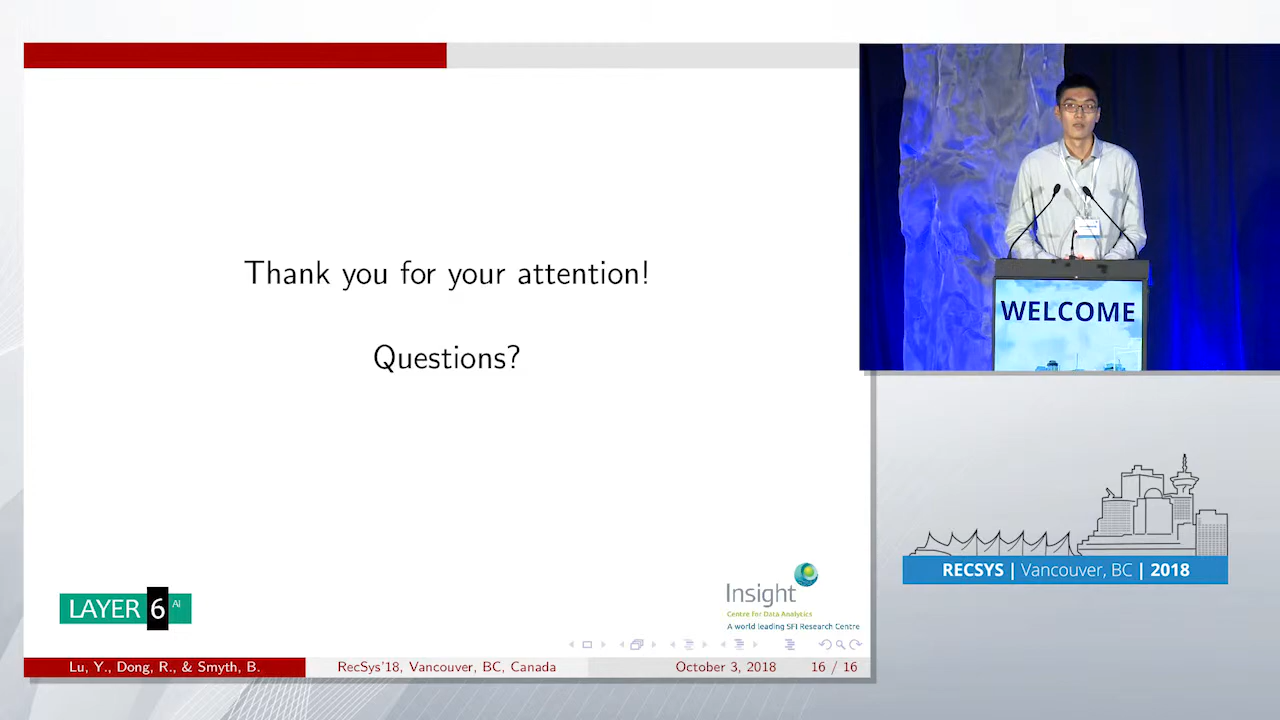 Thank you for your attention!
Questions?
LAYER 6 AI
Insight
Centre for Data Analytics
A world leading SFI Research Centre
Lu, Y., Dong, R., & Smyth, B.
RecSys'18, Vancouver, BC, Canada
October 3, 2018
16 / 16
WELCOME
RECSYS | Vancouver, BC | 2018